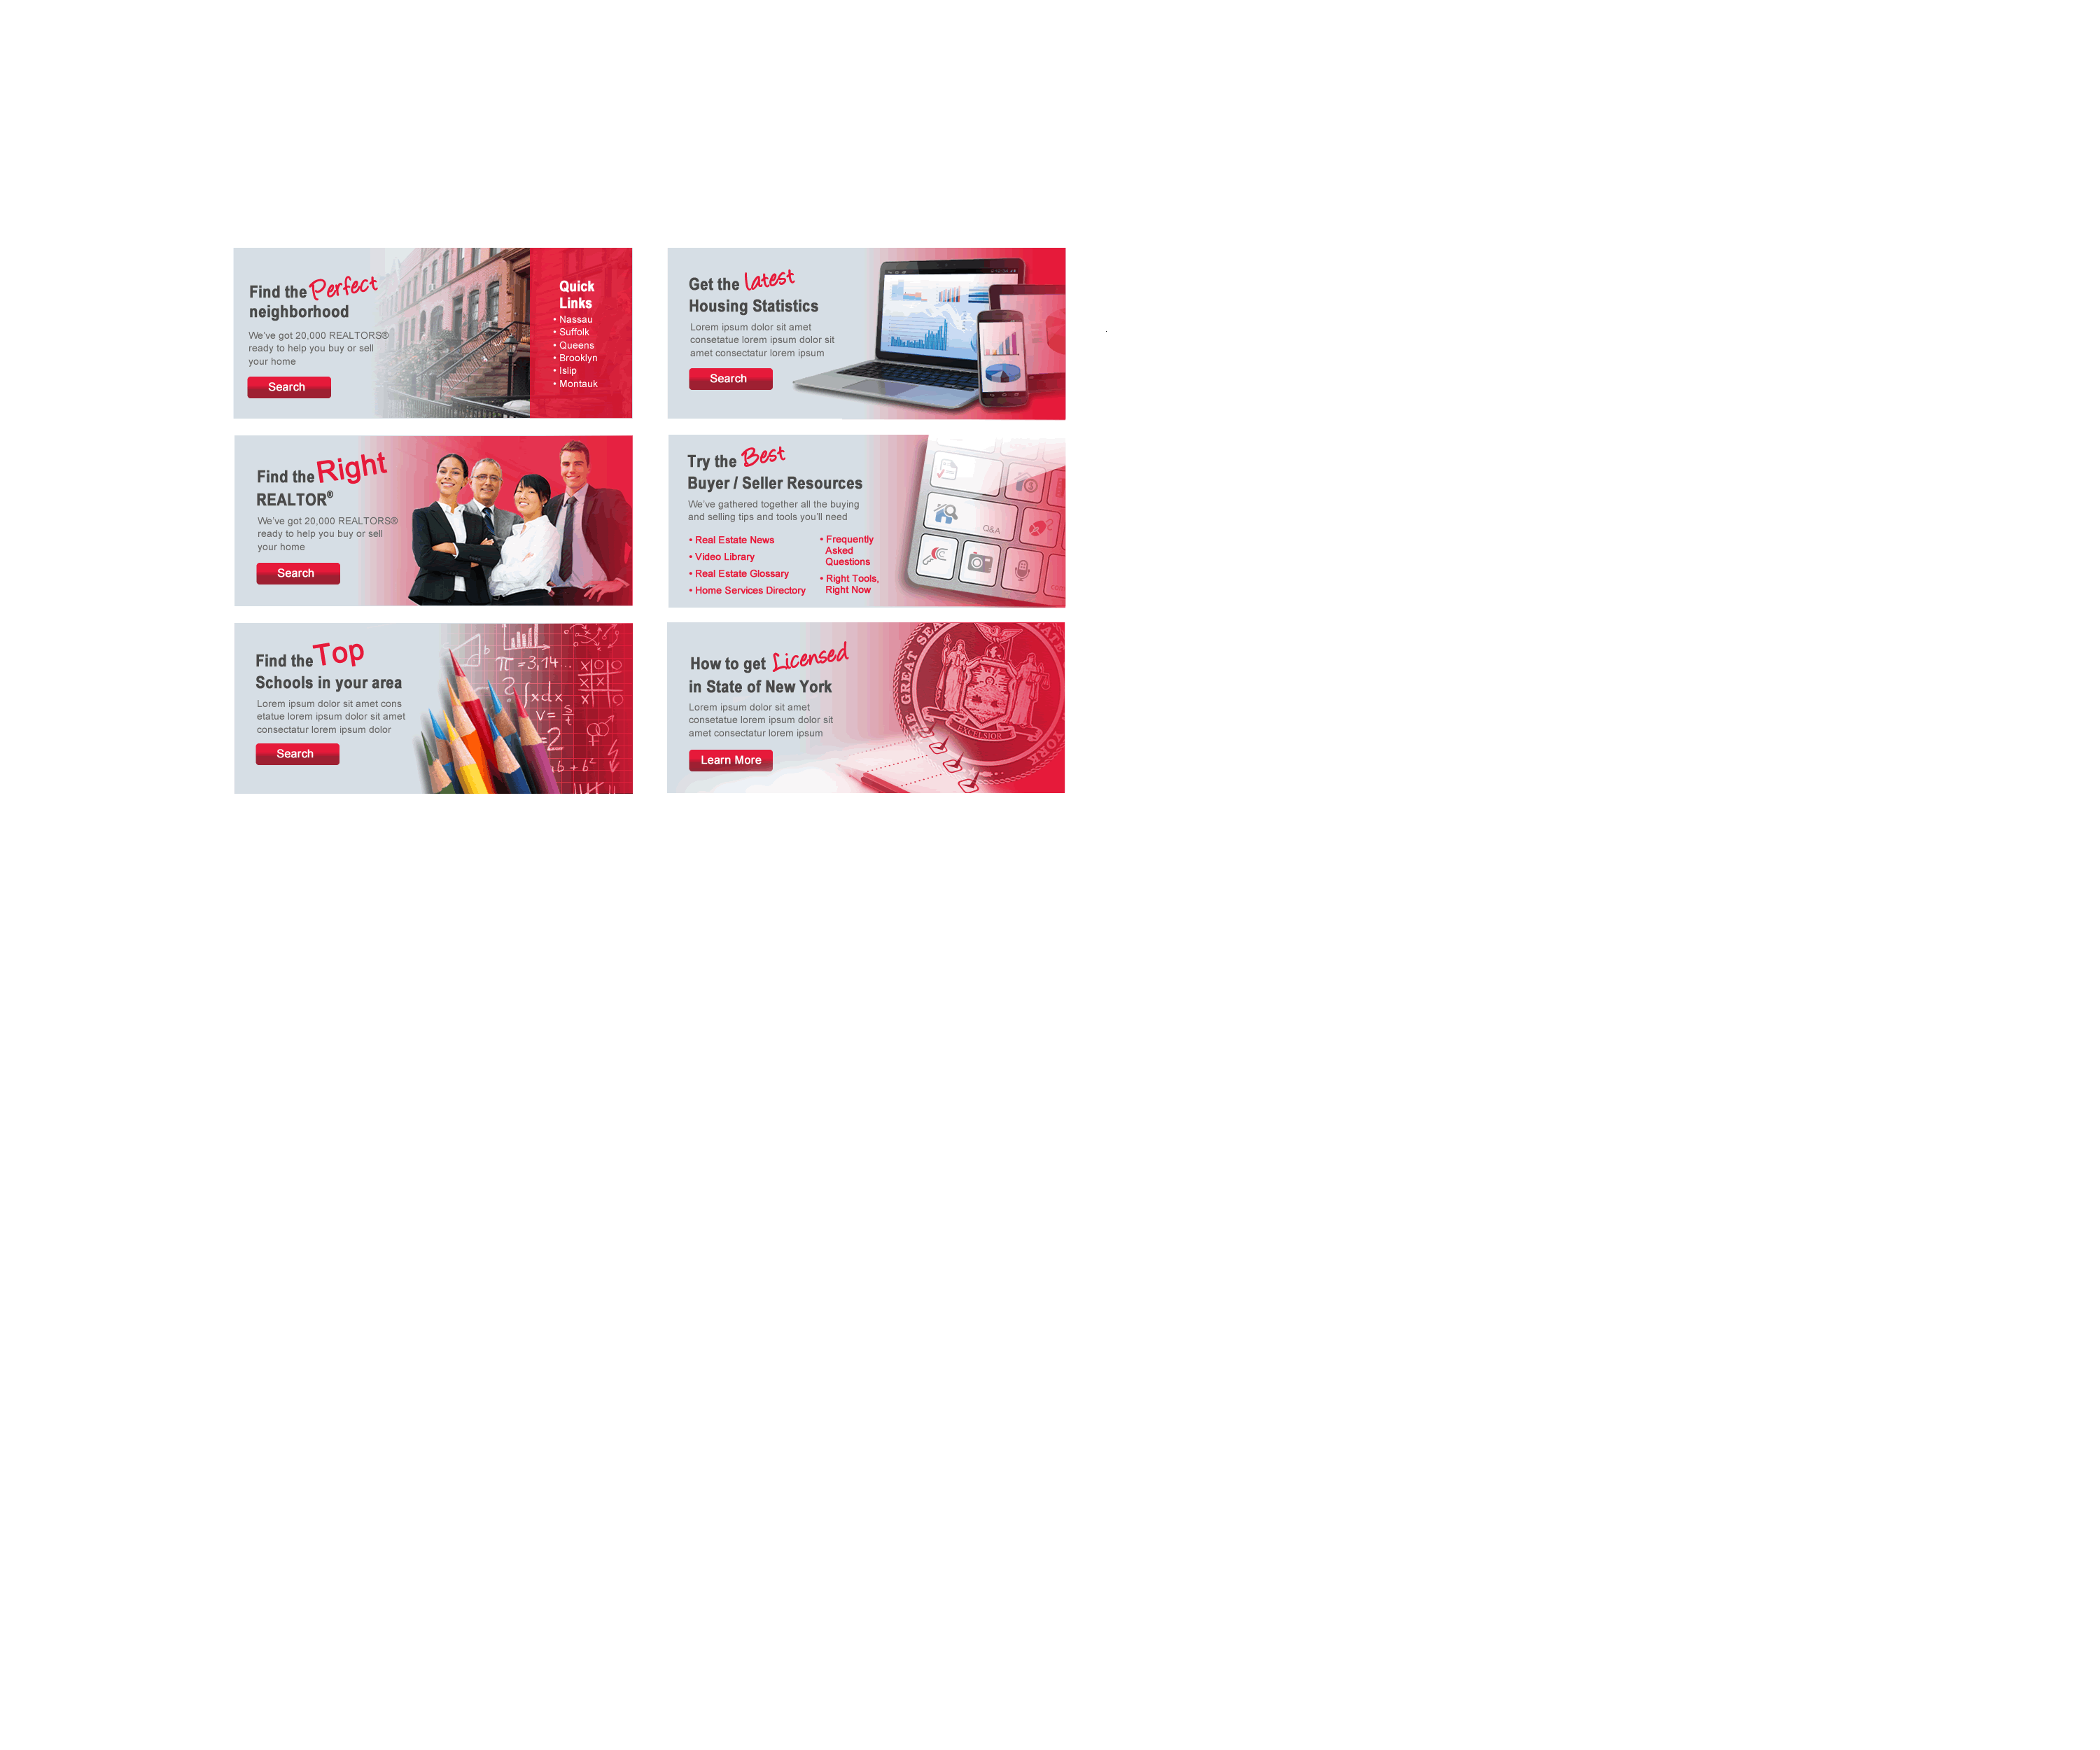 Find the Perfect
neighborhood
We've got 20,000 REALTORS®
ready to help you buy or sell
your home
Search
Quick
Links
• Nassau
• Suffolk
• Queens
• Brooklyn
• Islip
• Montauk
Get the latest
Housing Statistics
Lorem ipsum dolor sit amet
consetatue lorem ipsum dolor sit
amet consectatur lorem ipsum
Search
Find the Right
REALTOR®
We've got 20,000 REALTORS®
ready to help you buy or sell
your home
Search
Try the Best
Buyer / Seller Resources
We've gathered together all the buying
and selling tips and tools you'll need
• Real Estate News
• Video Library
• Real Estate Glossary
• Home Services Directory
• Frequently
Asked
Questions
• Right Tools,
Right Now
Q&A
Find the Top
Schools in your area
Lorem ipsum dolor sit amet cons
etatue lorem ipsum dolor sit amet
consectatur lorem ipsum dolor
Search
π = 3,14...
∫xdx
V = s/t
=2
b + b²
How to get Licensed
in State of New York
Lorem ipsum dolor sit amet
consetatue lorem ipsum dolor sit
amet consectatur lorem ipsum
Learn More
THE GREAT SEAL
STATE
YORK
EXCELSIOR